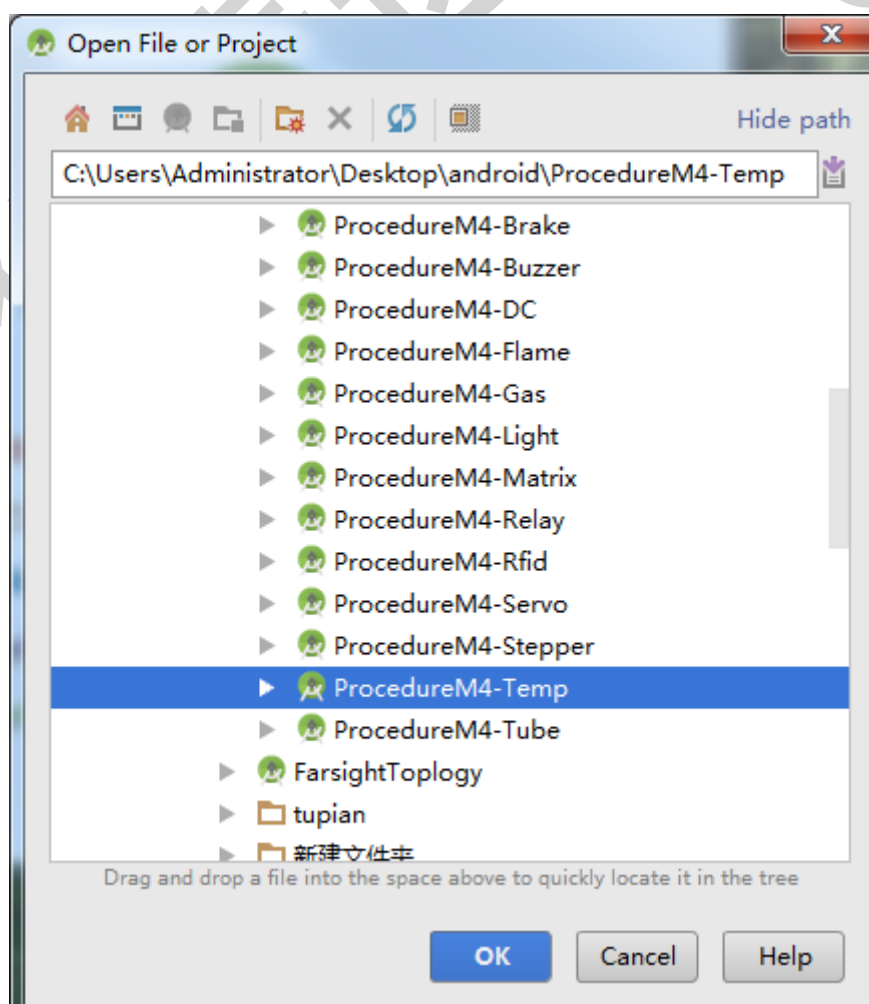 Open File or Project
Hide path
C:\Users\Administrator\Desktop\android\ProcedureM4-Temp
ProcedureM4-Brake
ProcedureM4-Buzzer
ProcedureM4-DC
ProcedureM4-Flame
ProcedureM4-Gas
ProcedureM4-Light
ProcedureM4-Matrix
ProcedureM4-Relay
ProcedureM4-Rfid
ProcedureM4-Servo
ProcedureM4-Stepper
ProcedureM4-Temp
ProcedureM4-Tube
FarsightToplogy
tupian
新建文件夹
Drag and drop a file into the space above to quickly locate it in the tree
OK Cancel Help